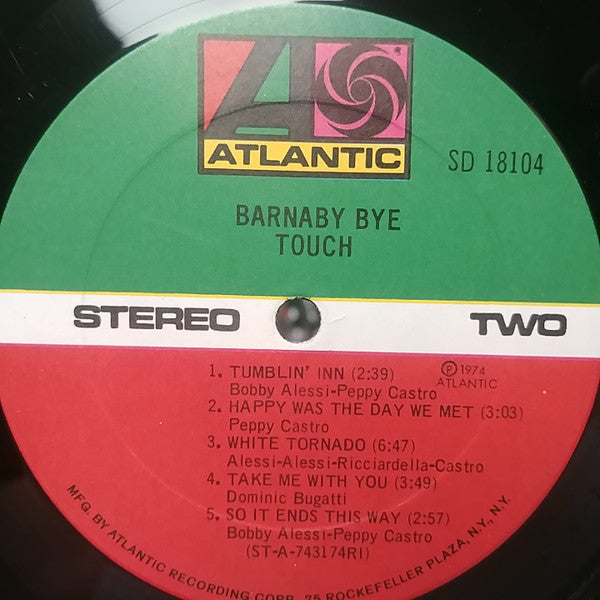 ATLANTIC
SD 18104
BARNABY BYE
TOUCH
STEREO
TWO
1. TUMBLIN' INN (2:39)
Bobby Alessi-Peppy Castro
℗ 1974
ATLANTIC
2. HAPPY WAS THE DAY WE MET (3:03)
Peppy Castro
3. WHITE TORNADO (6:47)
Alessi-Alessi-Ricciardella-Castro
4. TAKE ME WITH YOU (3:49)
Dominic Bugatti
5. SO IT ENDS THIS WAY (2:57)
Bobby Alessi-Peppy Castro
(ST-A-743174RI)
MFG. BY ATLANTIC RECORDING CORP., 75 ROCKEFELLER PLAZA, N.Y., N.Y.